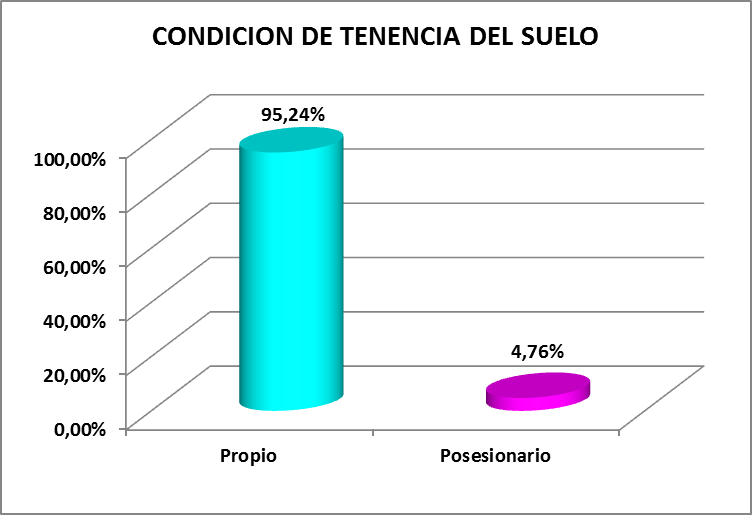 CONDICION DE TENENCIA DEL SUELO
95,24%
100,00%
80,00%
60,00%
40,00%
20,00%
0,00%
4,76%
Propio
Posesionario